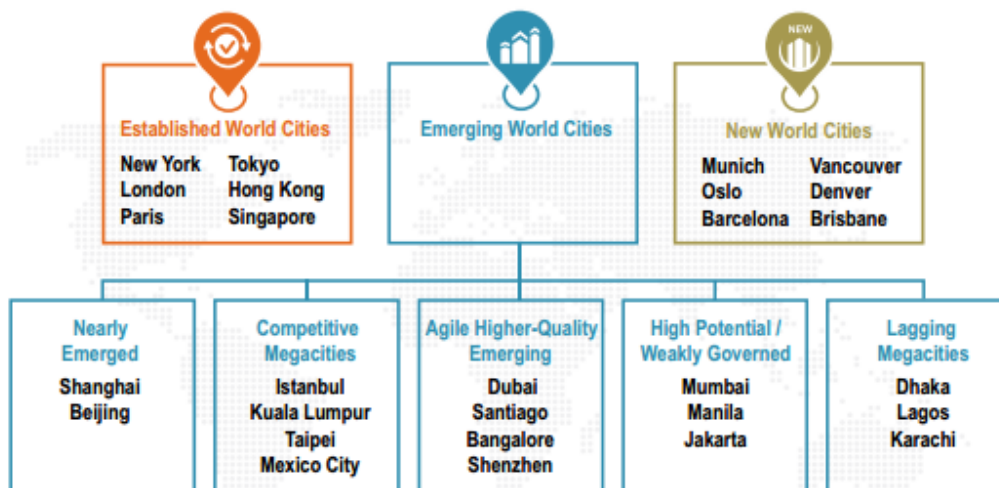 NEW
Established World Cities
New York Tokyo
London Hong Kong
Paris Singapore
Emerging World Cities
New World Cities
Munich Vancouver
Oslo Denver
Barcelona Brisbane
Nearly
Emerged
Shanghai
Beijing
Competitive
Megacities
Istanbul
Kuala Lumpur
Taipei
Mexico City
Agile Higher-Quality
Emerging
Dubai
Santiago
Bangalore
Shenzhen
High Potential /
Weakly Governed
Mumbai
Manila
Jakarta
Lagging
Megacities
Dhaka
Lagos
Karachi